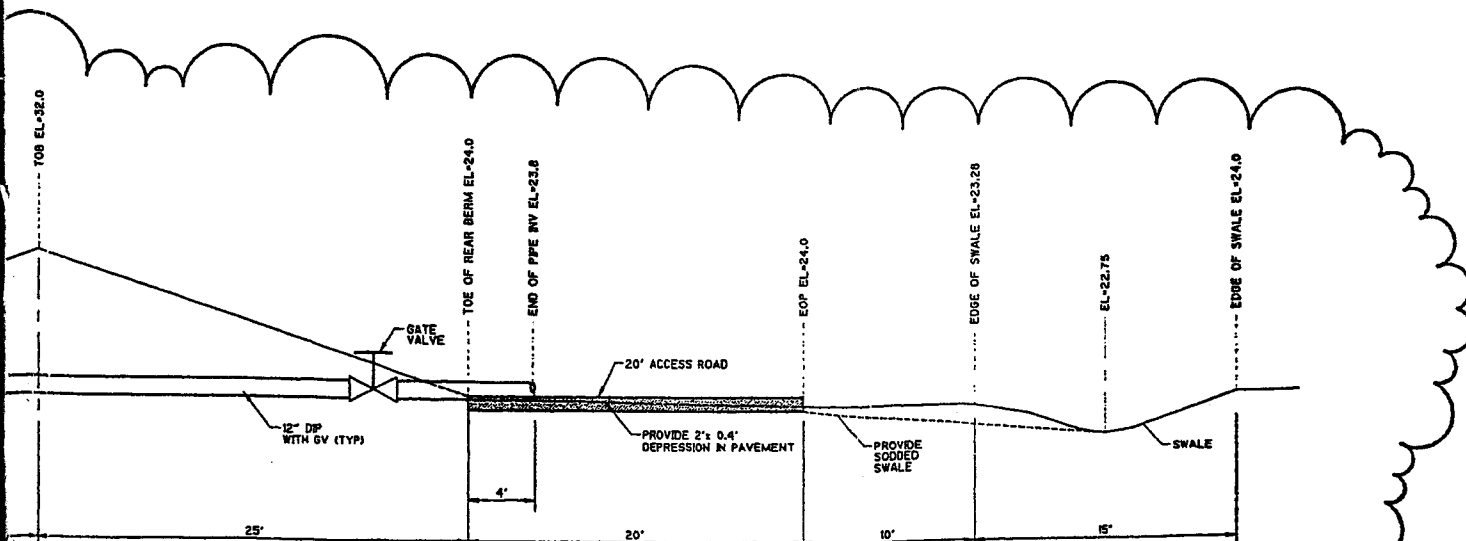 TOB EL=32.0
TOE OF REAR BERM EL=24.0
END OF PIPE INV EL=23.8
EOP EL=24.0
EDGE OF SWALE EL=23.28
EL=22.75
EDGE OF SWALE EL=24.0
GATE
VALVE
20' ACCESS ROAD
12" DIP
WITH GV (TYP)
PROVIDE 2'x 0.4'
DEPRESSION IN PAVEMENT
PROVIDE
SODDED
SWALE
SWALE
4'
25'
20'
10'
15'